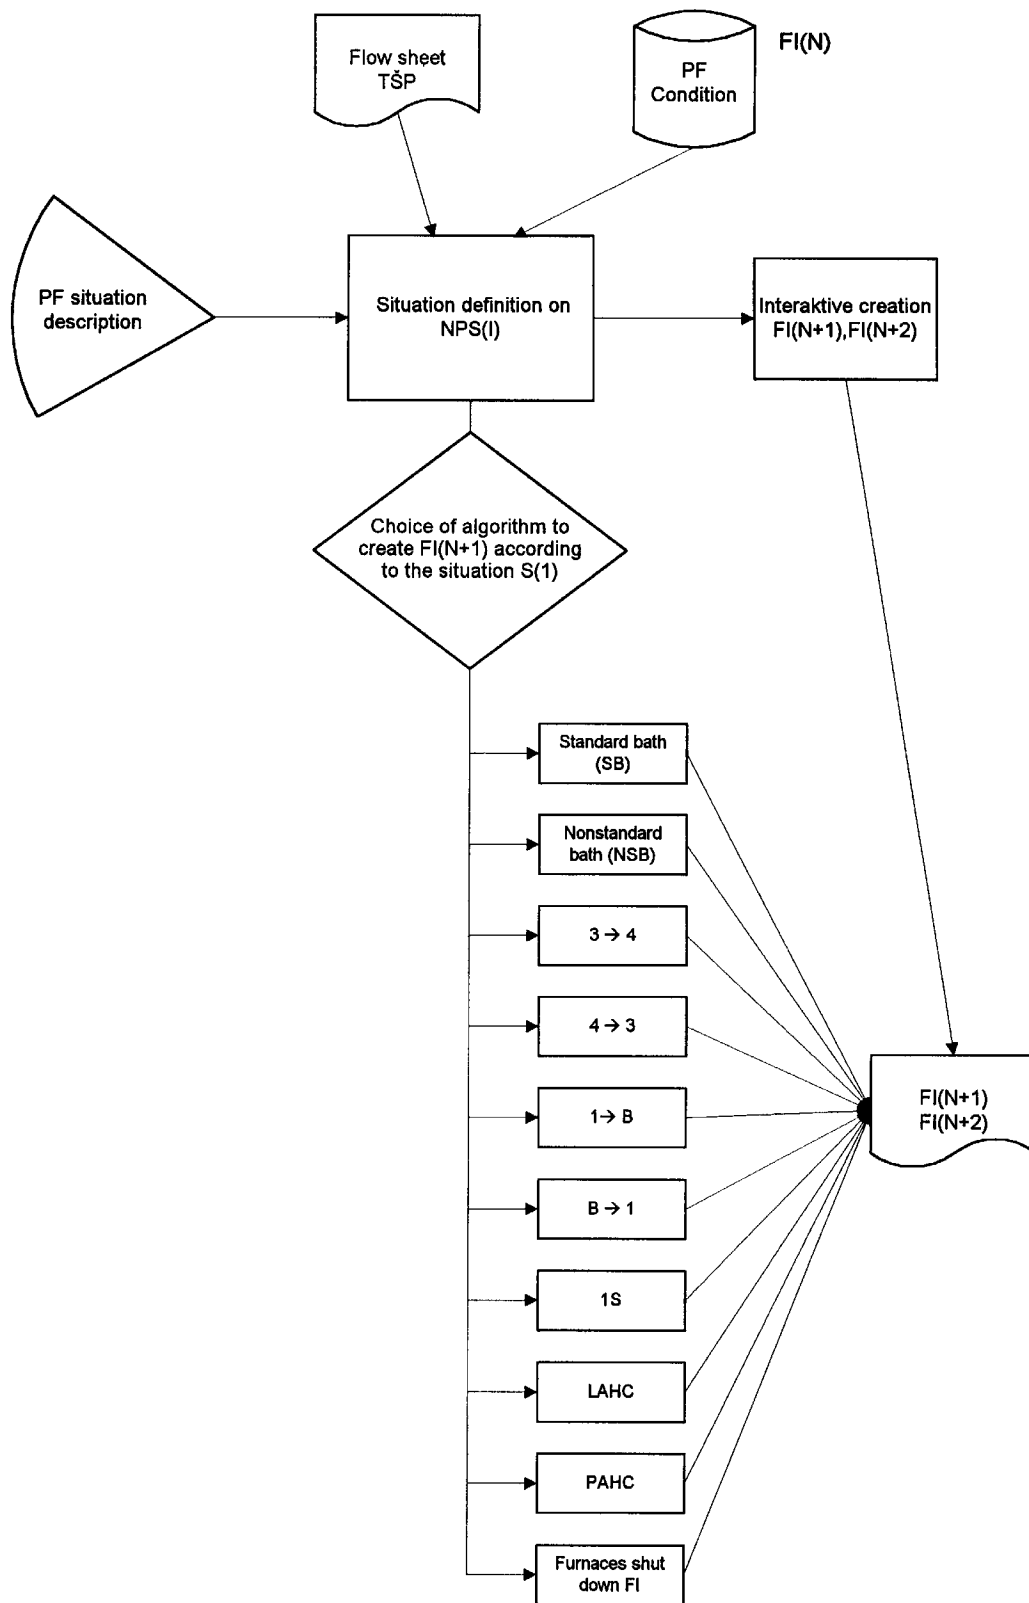 Flow sheet
TŠP
PF
Condition
FI(N)
PF situation
description
Situation definition on
NPS(I)
Interaktive creation
FI(N+1),FI(N+2)
Choice of algorithm to
create FI(N+1) according
to the situation S(1)
Standard bath
(SB)
Nonstandard
bath (NSB)
3 → 4
4 → 3
1 → B
B → 1
1S
LAHC
PAHC
Furnaces shut
down FI
FI(N+1)
FI(N+2)